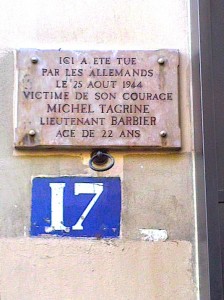 ICI A ETE TUE
PAR LES ALLEMANDS
LE 25 AOUT 1944
VICTIME DE SON COURAGE
MICHEL TAGRINE
LIEUTENANT BARBIER
AGE DE 22 ANS
17